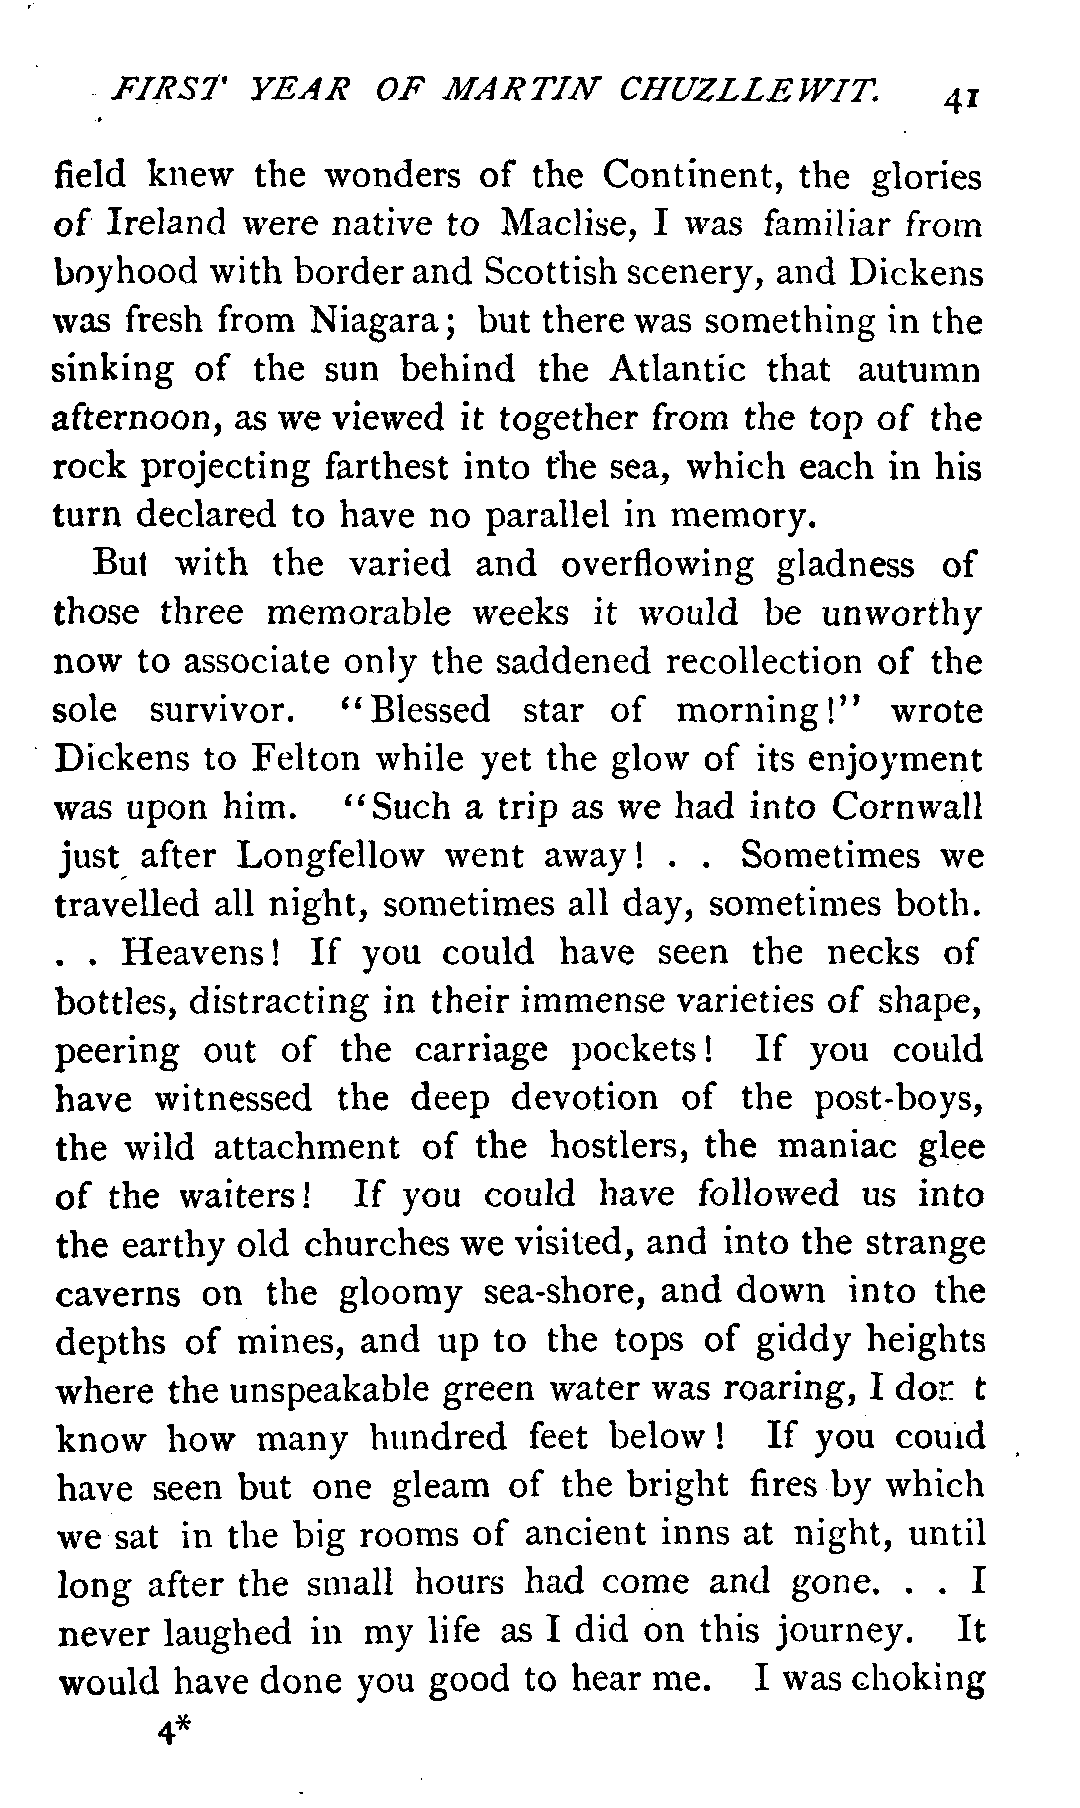 FIRST YEAR OF MARTIN CHUZLLEWIT. 41
field knew the wonders of the Continent, the glories
of Ireland were native to Maclise, I was familiar from
boyhood with border and Scottish scenery, and Dickens
was fresh from Niagara; but there was something in the
sinking of the sun behind the Atlantic that autumn
afternoon, as we viewed it together from the top of the
rock projecting farthest into the sea, which each in his
turn declared to have no parallel in memory.
But with the varied and overflowing gladness of
those three memorable weeks it would be unworthy
now to associate only the saddened recollection of the
sole survivor. "Blessed star of morning!" wrote
Dickens to Felton while yet the glow of its enjoyment
was upon him. "Such a trip as we had into Cornwall
just after Longfellow went away! . . Sometimes we
travelled all night, sometimes all day, sometimes both.
. . Heavens! If you could have seen the necks of
bottles, distracting in their immense varieties of shape,
peering out of the carriage pockets! If you could
have witnessed the deep devotion of the post-boys,
the wild attachment of the hostlers, the maniac glee
of the waiters! If you could have followed us into
the earthy old churches we visited, and into the strange
caverns on the gloomy sea-shore, and down into the
depths of mines, and up to the tops of giddy heights
where the unspeakable green water was roaring, I don t
know how many hundred feet below! If you could
have seen but one gleam of the bright fires by which
we sat in the big rooms of ancient inns at night, until
long after the small hours had come and gone. . . I
never laughed in my life as I did on this journey. It
would have done you good to hear me. I was choking
4*